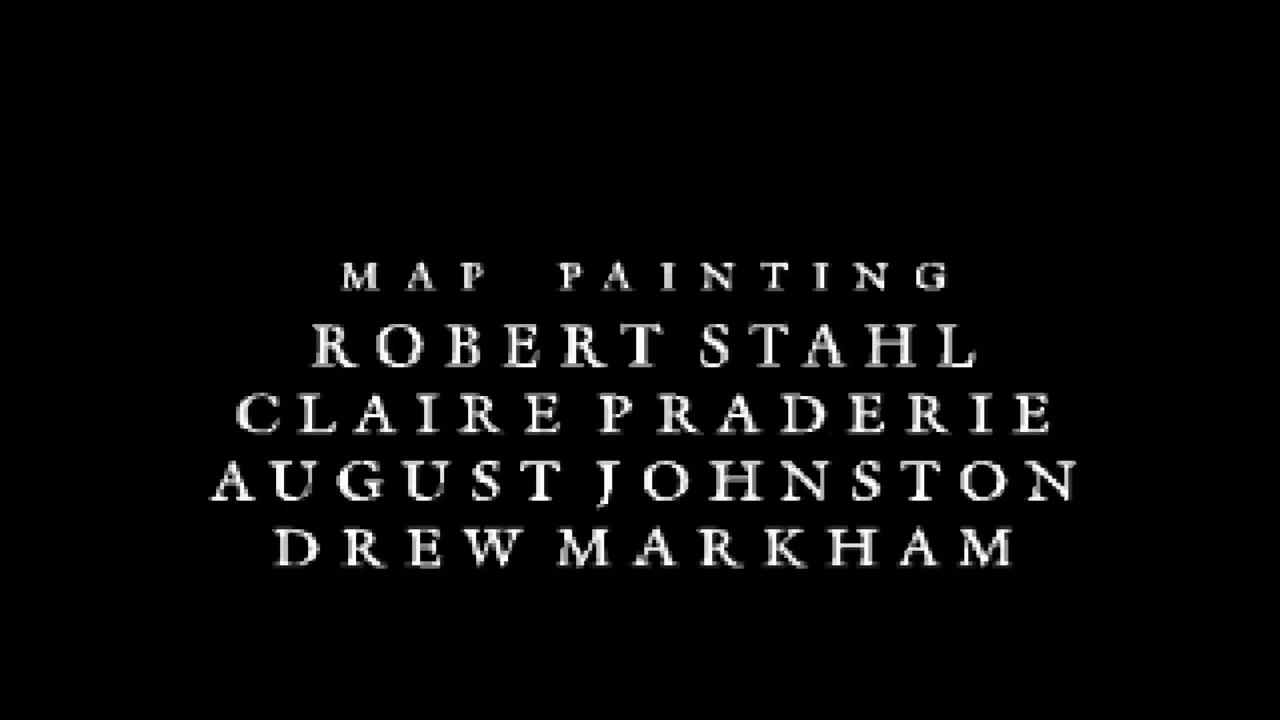 MAP PAINTING
ROBERT STAHL
CLAIRE PRADERIE
AUGUST JOHNSTON
DREW MARKHAM